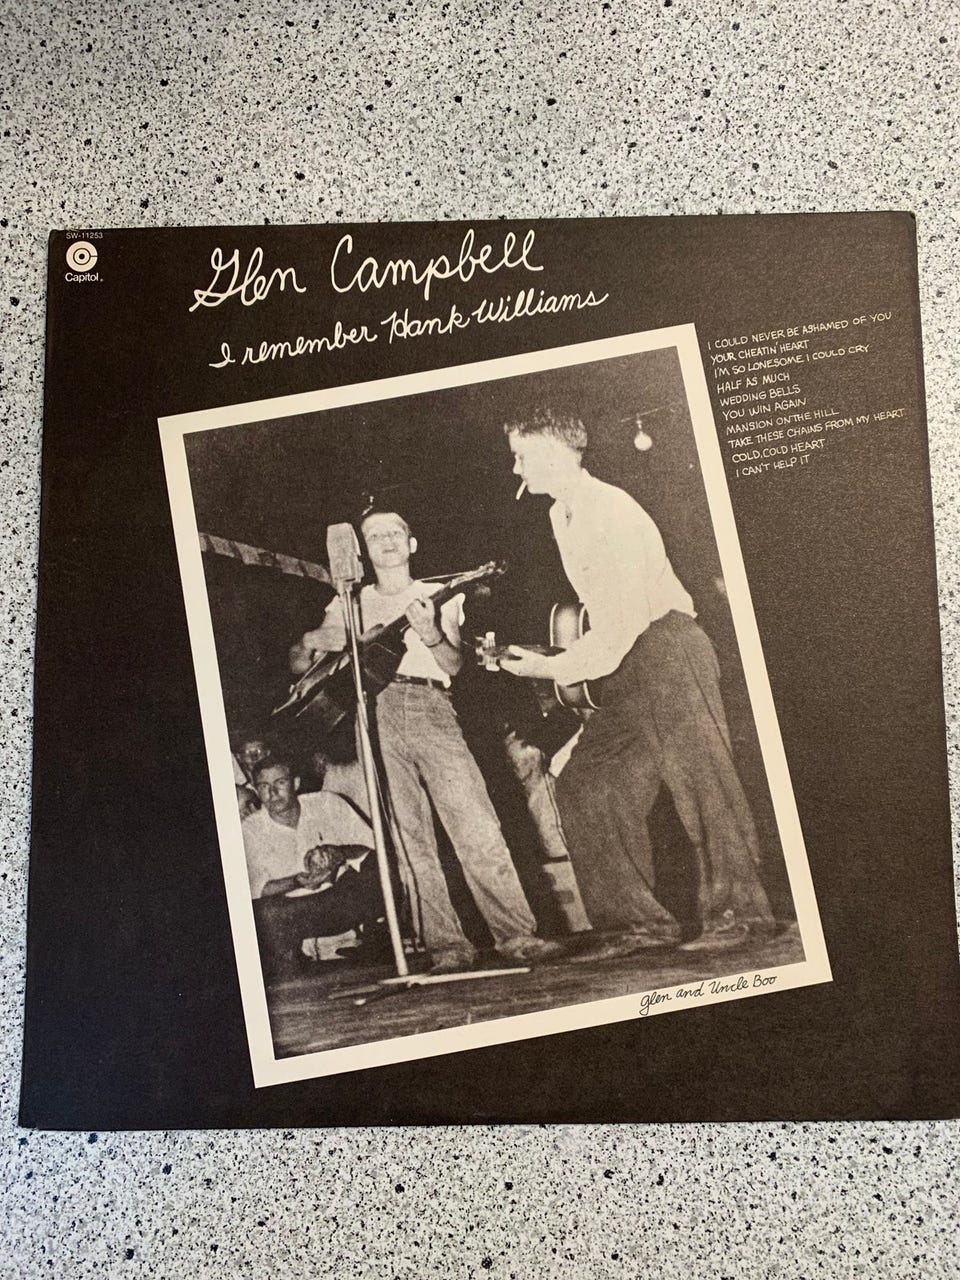 SW-11253
Capitol®
Glen Campbell
I remember Hank Williams
I COULD NEVER BE ASHAMED OF YOU
YOUR CHEATIN' HEART
I'M SO LONESOME I COULD CRY
HALF AS MUCH
WEDDING BELLS
YOU WIN AGAIN
MANSION ON THE HILL
TAKE THESE CHAINS FROM MY HEART
COLD, COLD HEART
I CAN'T HELP IT
Glen and Uncle Boo